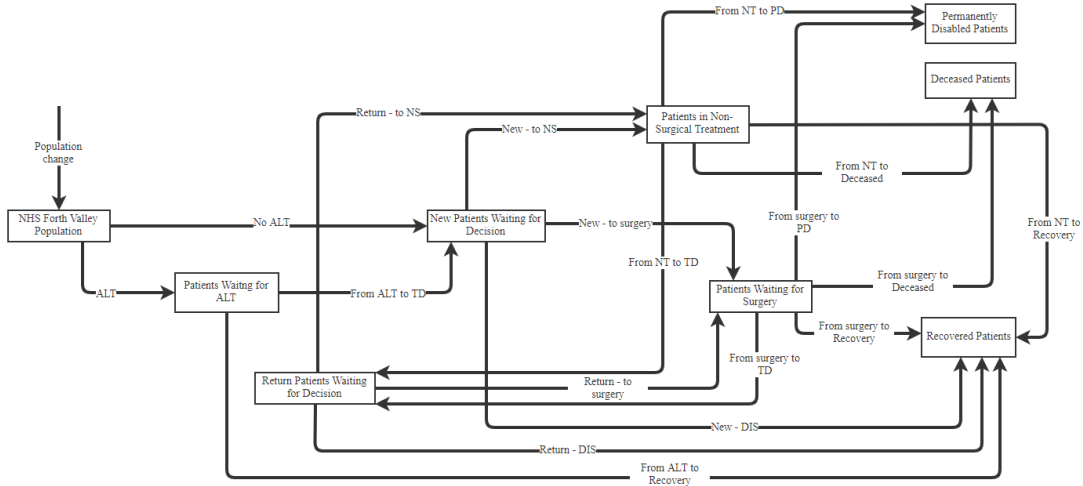 From NT to PD
Permanently
Disabled Patients
Deceased Patients
Return - to NS
Patients in Non-
Surgical Treatment
New - to NS
Population
change
From NT to
Deceased
NHS Forth Valley
Population
No ALT
New Patients Waiting for
Decision
New - to surgery
From surgery to
PD
From NT to
Recovery
From NT to TD
ALT
Patients Waitng for
ALT
From ALT to TD
Patients Waiting for
Surgery
From surgery to
Deceased
From surgery to
Recovery
Recovered Patients
From surgery to
TD
Return Patients Waiting
for Decision
Return - to
surgery
New - DIS
Return - DIS
From ALT to
Recovery